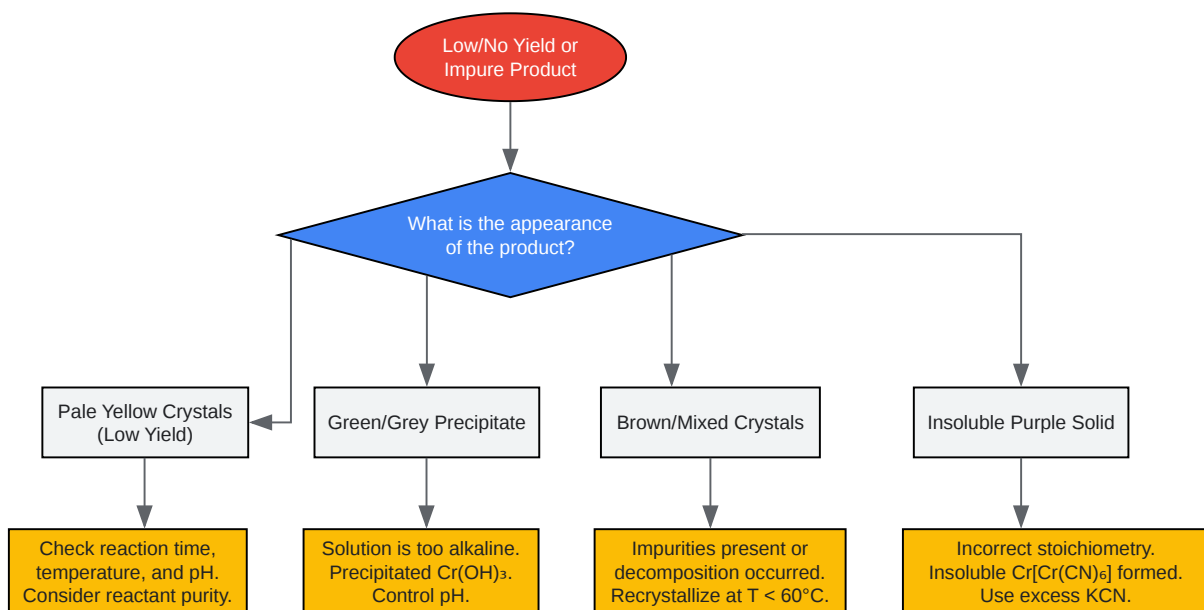 Low/No Yield or
Impure Product
What is the appearance
of the product?
Pale Yellow Crystals
(Low Yield)
Green/Grey Precipitate
Brown/Mixed Crystals
Insoluble Purple Solid
Check reaction time,
temperature, and pH.
Consider reactant purity.
Solution is too alkaline.
Precipitated Cr(OH)₃.
Control pH.
Impurities present or
decomposition occurred.
Recrystallize at T < 60°C.
Incorrect stoichiometry.
Insoluble Cr[Cr(CN)₆] formed.
Use excess KCN.